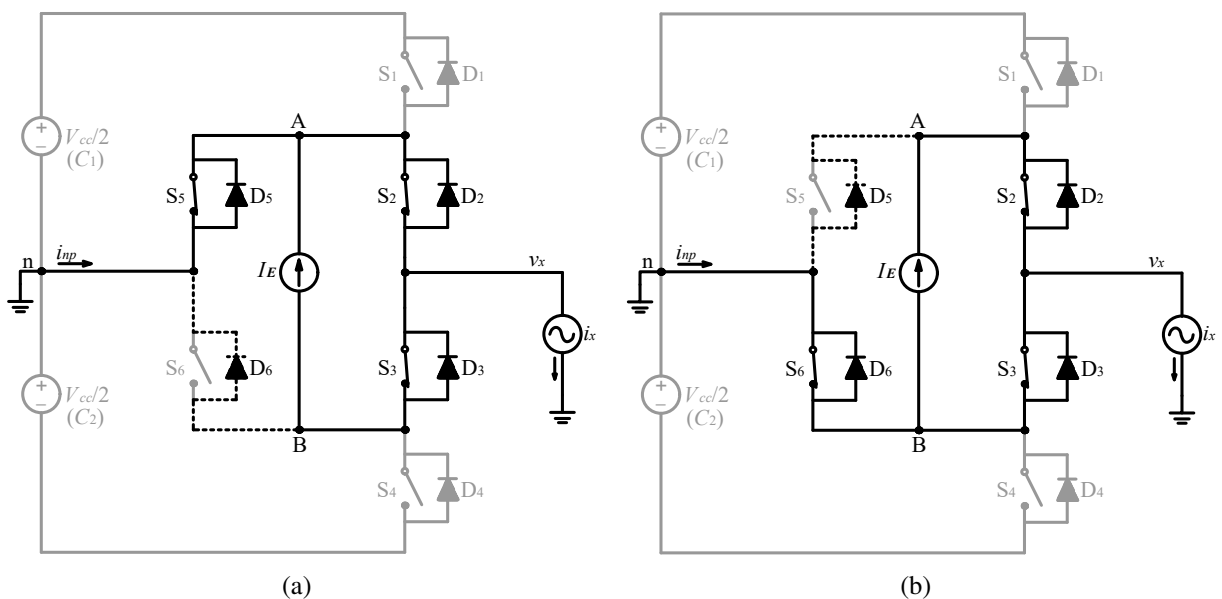 S1 D1
Vcc/2
(C1)
A
S5 D5
S2 D2
n
inp
IE
vx
ix
S6 D6
S3 D3
Vcc/2
(C2)
B
S4 D4
(a)
S1 D1
Vcc/2
(C1)
A
S5 D5
S2 D2
n
inp
IE
vx
ix
S6 D6
S3 D3
Vcc/2
(C2)
B
S4 D4
(b)